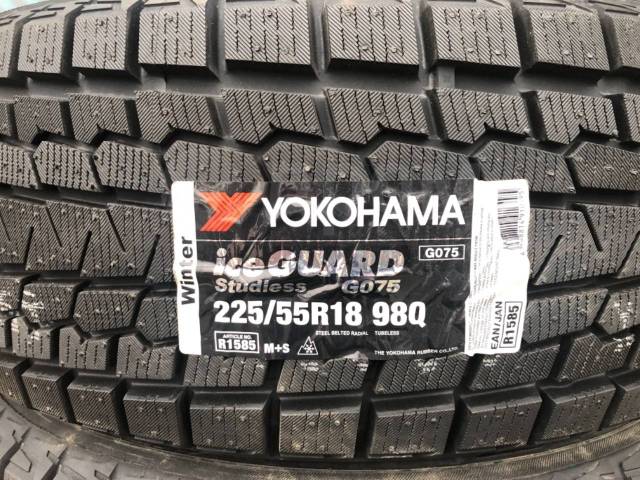 YOKOHAMA
Winter
iceGUARD
G075
Studless G075
225/55R18 98Q
STEEL BELTED RADIAL TUBELESS
ARTICLE NO.
R1585
M+S
THE YOKOHAMA RUBBER CO., LTD.
EAN/JAN
R1585